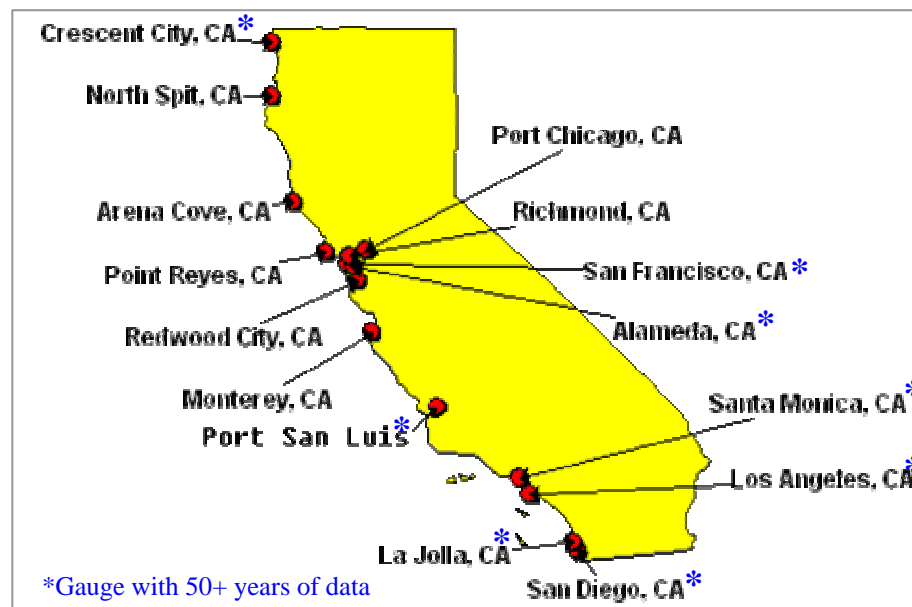 Crescent City, CA*
North Spit, CA
Port Chicago, CA
Arena Cove, CA
Richmond, CA
Point Reyes, CA
San Francisco, CA*
Redwood City, CA
Alameda, CA*
Monterey, CA
Santa Monica, CA*
Port San Luis*
Los Angeles, CA*
La Jolla, CA*
*Gauge with 50+ years of data
San Diego, CA*